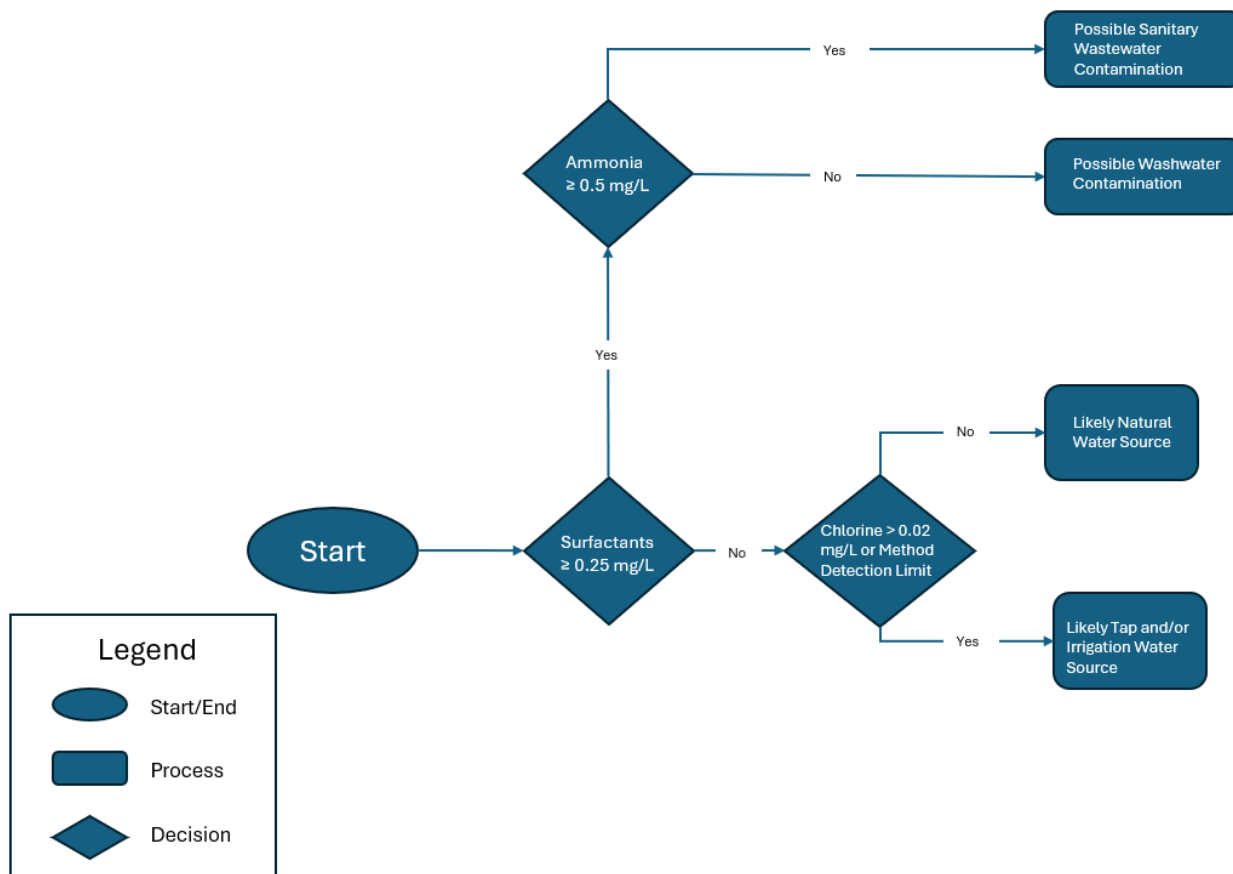 Yes
Possible Sanitary
Wastewater
Contamination
Ammonia
≥ 0.5 mg/L
No
Possible Washwater
Contamination
Yes
No
Likely Natural
Water Source
Start
Surfactants
≥ 0.25 mg/L
No
Chlorine > 0.02
mg/L or Method
Detection Limit
Yes
Likely Tap and/or
Irrigation Water
Source
Legend
Start/End
Process
Decision